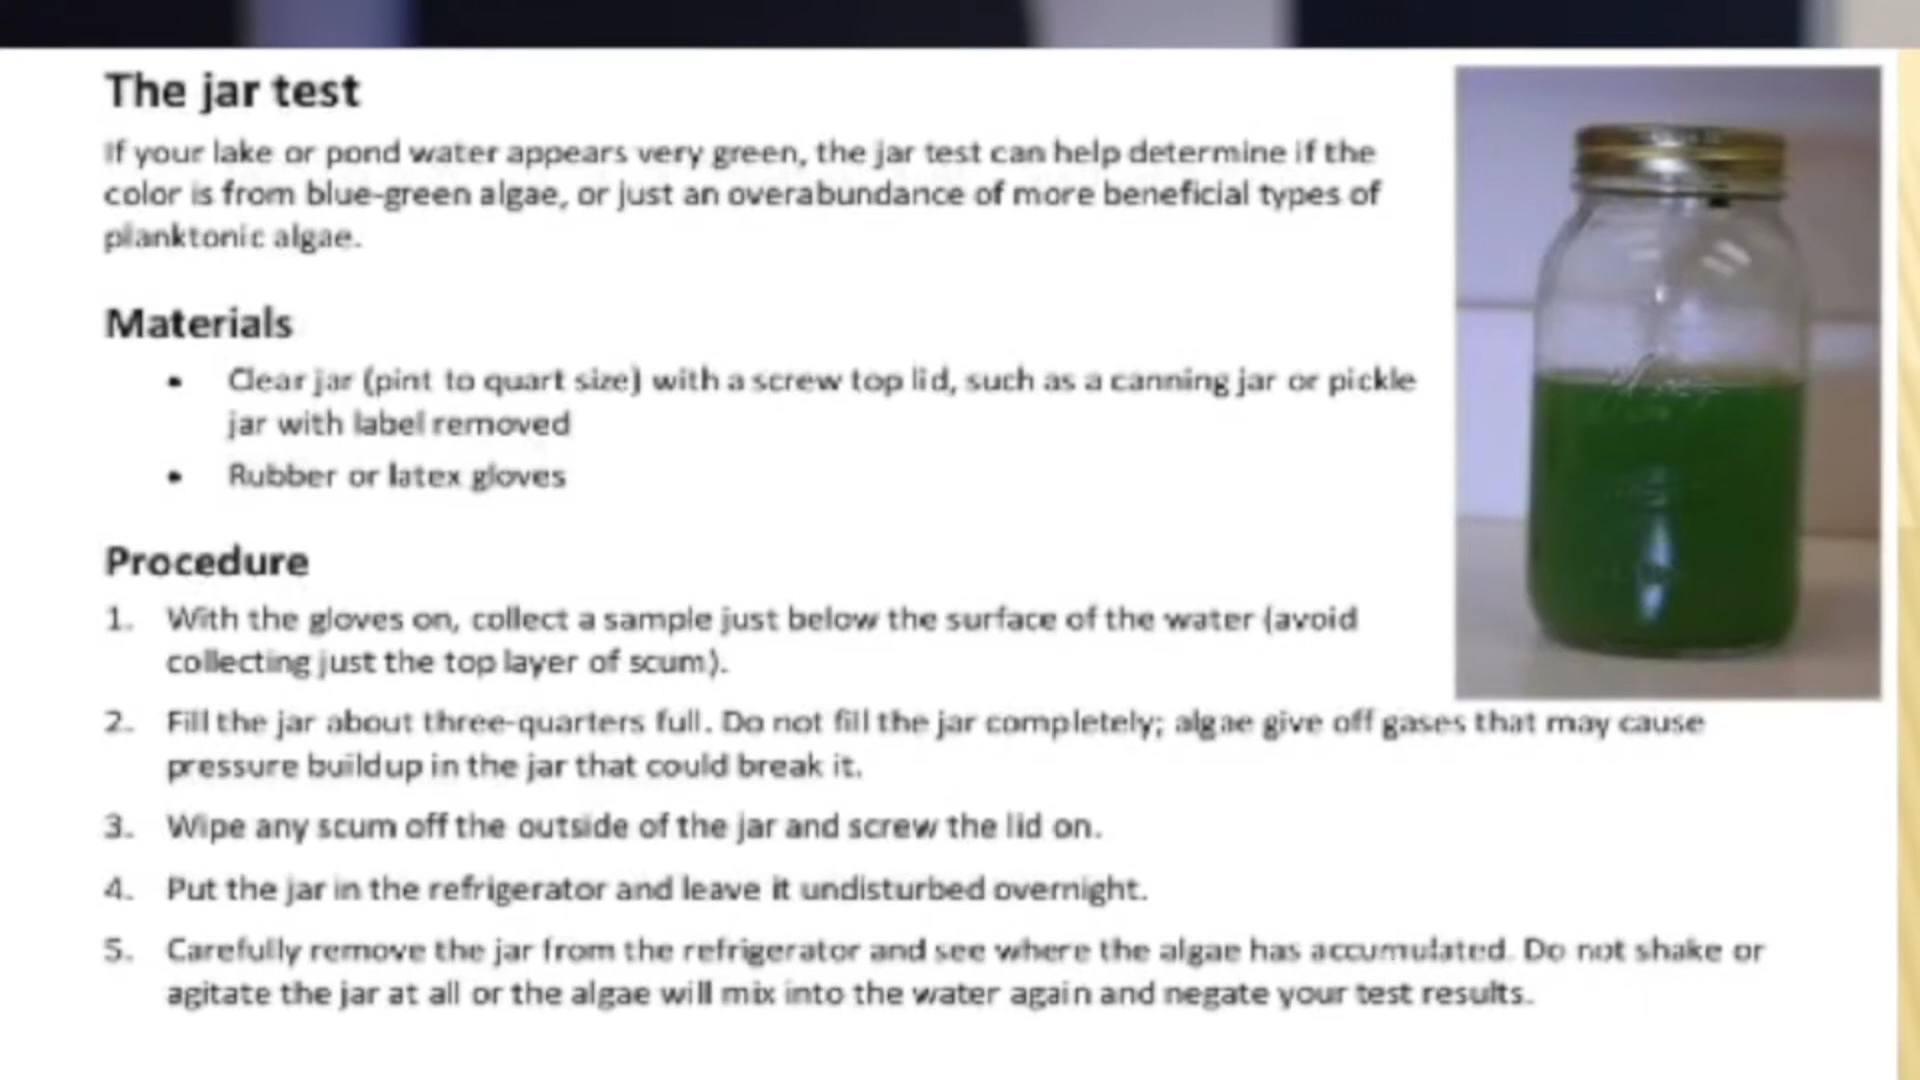 The jar test
If your lake or pond water appears very green, the jar test can help determine if the
color is from blue-green algae, or just an overabundance of more beneficial types of
planktonic algae.
Materials
• Clear jar (pint to quart size) with a screw top lid, such as a canning jar or pickle
jar with label removed
• Rubber or latex gloves
Procedure
1. With the gloves on, collect a sample just below the surface of the water (avoid
collecting just the top layer of scum).
2. Fill the jar about three-quarters full. Do not fill the jar completely; algae give off gases that may cause
pressure buildup in the jar that could break it.
3. Wipe any scum off the outside of the jar and screw the lid on.
4. Put the jar in the refrigerator and leave it undisturbed overnight.
5. Carefully remove the jar from the refrigerator and see where the algae has accumulated. Do not shake or
agitate the jar at all or the algae will mix into the water again and negate your test results.